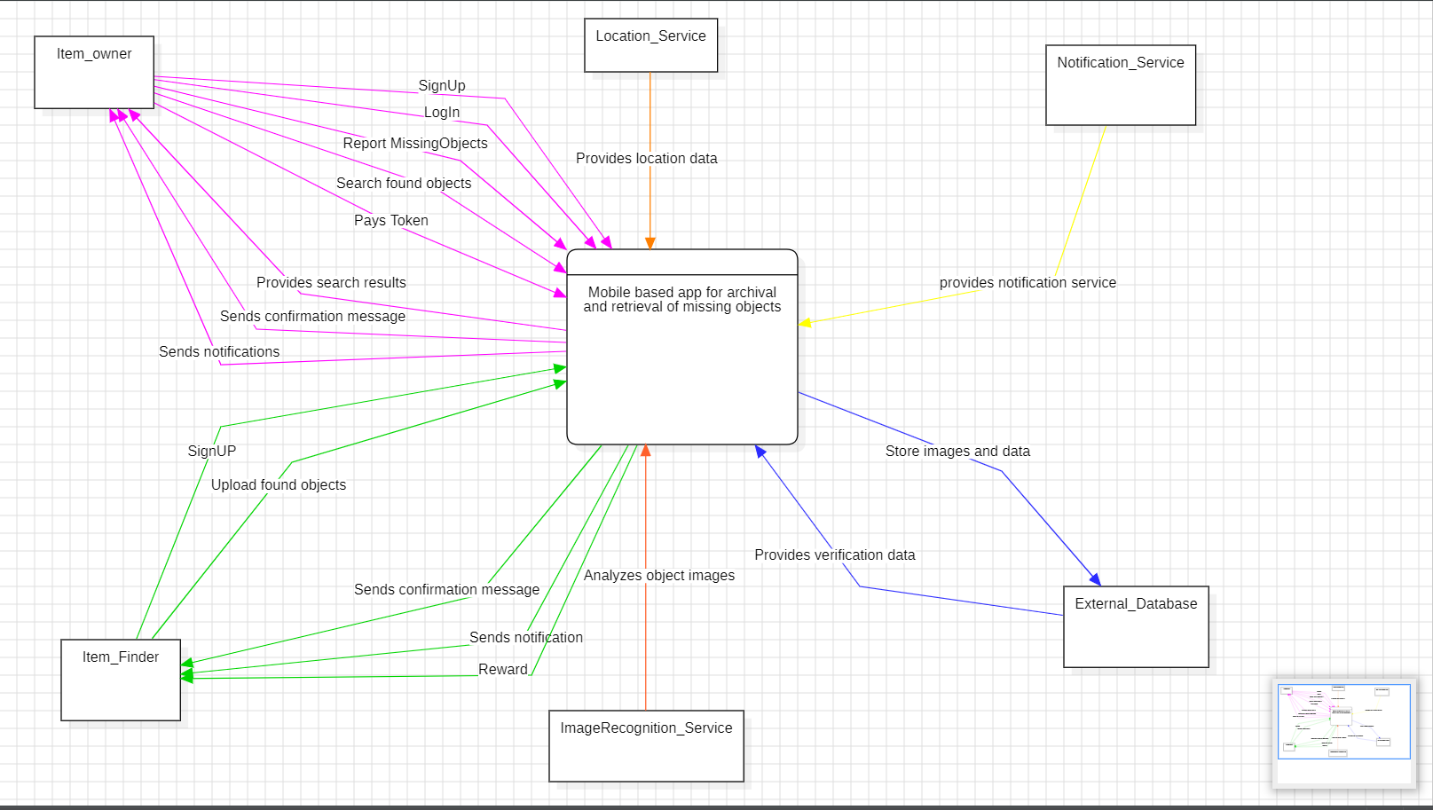 Location_Service
Item_owner
Notification_Service
SignUp
LogIn
Report MissingObjects
Provides location data
Search found objects
Pays Token
Provides search results
provides notification service
Mobile based app for archival
and retrieval of missing objects
Sends confirmation message
Sends notifications
SignUP
Store images and data
Upload found objects
Provides verification data
Analyzes object images
Sends confirmation message
External_Database
Sends notification
Item_Finder
Reward
ImageRecognition_Service